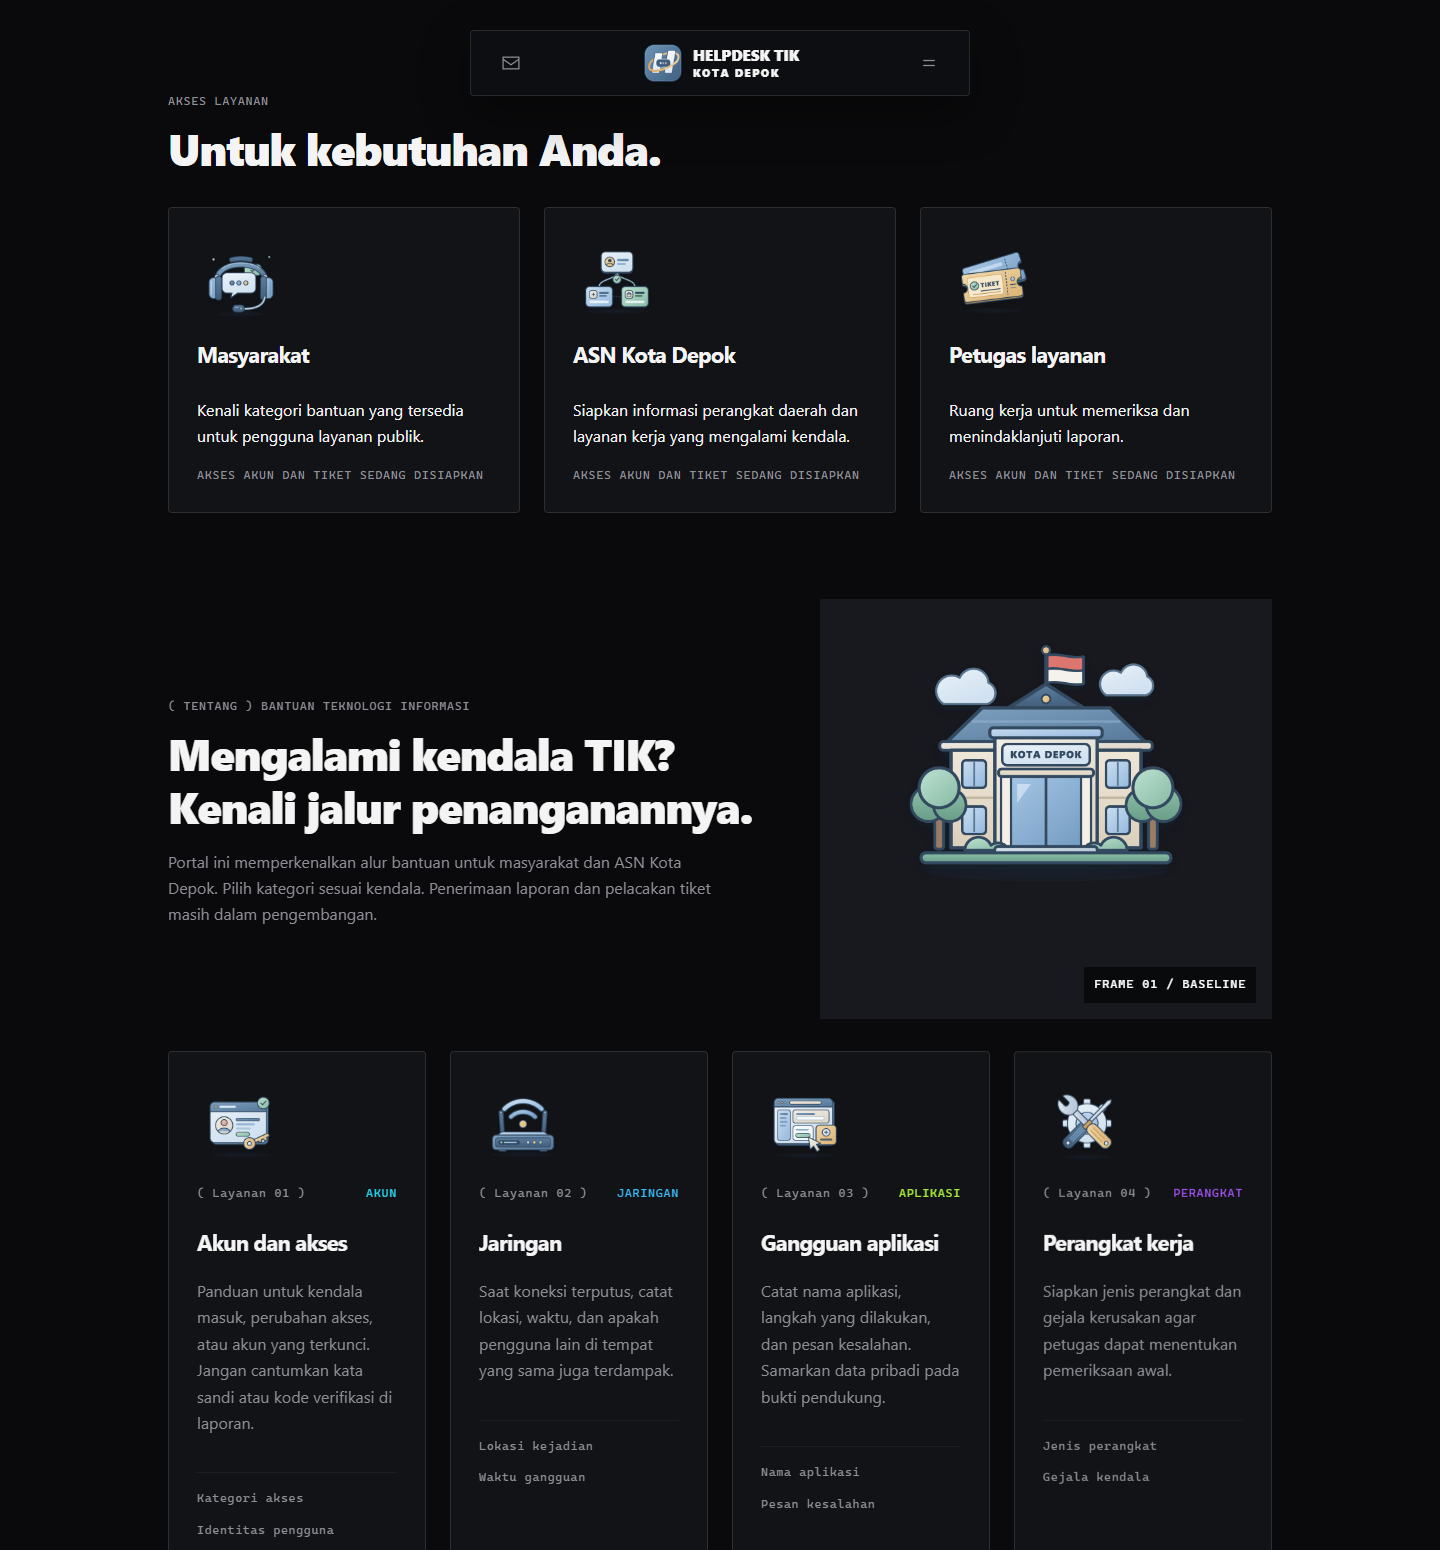 HELPDESK TIK
KOTA DEPOK
AKSES LAYANAN
Untuk kebutuhan Anda.
Masyarakat
Kenali kategori bantuan yang tersedia
untuk pengguna layanan publik.
AKSES AKUN DAN TIKET SEDANG DISIAPKAN
ASN Kota Depok
Siapkan informasi perangkat daerah dan
layanan kerja yang mengalami kendala.
AKSES AKUN DAN TIKET SEDANG DISIAPKAN
TIKET
Petugas layanan
Ruang kerja untuk memeriksa dan
menindaklanjuti laporan.
AKSES AKUN DAN TIKET SEDANG DISIAPKAN
( TENTANG ) BANTUAN TEKNOLOGI INFORMASI
Mengalami kendala TIK?
Kenali jalur penanganannya.
Portal ini memperkenalkan alur bantuan untuk masyarakat dan ASN Kota
Depok. Pilih kategori sesuai kendala. Penerimaan laporan dan pelacakan tiket
masih dalam pengembangan.
KOTA DEPOK
FRAME 01 / BASELINE
( Layanan 01 )
AKUN
Akun dan akses
Panduan untuk kendala
masuk, perubahan akses,
atau akun yang terkunci.
Jangan cantumkan kata
sandi atau kode verifikasi di
laporan.
Kategori akses
Identitas pengguna
( Layanan 02 )
JARINGAN
Jaringan
Saat koneksi terputus, catat
lokasi, waktu, dan apakah
pengguna lain di tempat
yang sama juga terdampak.
Lokasi kejadian
Waktu gangguan
( Layanan 03 )
APLIKASI
Gangguan aplikasi
Catat nama aplikasi,
langkah yang dilakukan,
dan pesan kesalahan.
Samarkan data pribadi pada
bukti pendukung.
Nama aplikasi
Pesan kesalahan
( Layanan 04 )
PERANGKAT
Perangkat kerja
Siapkan jenis perangkat dan
gejala kerusakan agar
petugas dapat menentukan
pemeriksaan awal.
Jenis perangkat
Gejala kendala